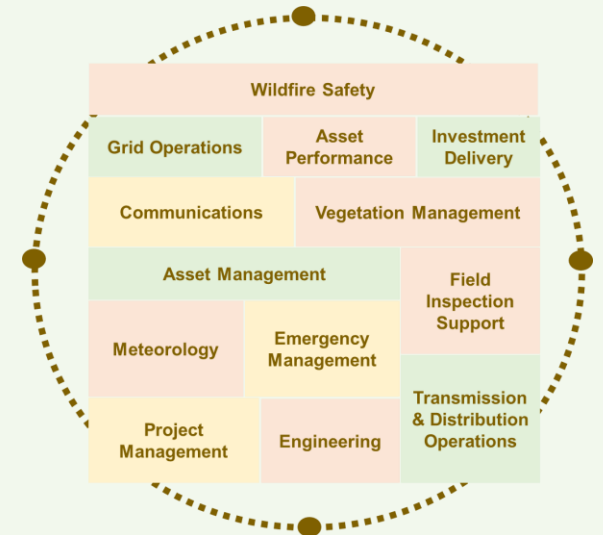 Wildfire Safety
Grid Operations
Asset
Performance
Investment
Delivery
Communications
Vegetation Management
Asset Management
Field
Inspection
Support
Meteorology
Emergency
Management
Transmission
& Distribution
Operations
Project
Management
Engineering